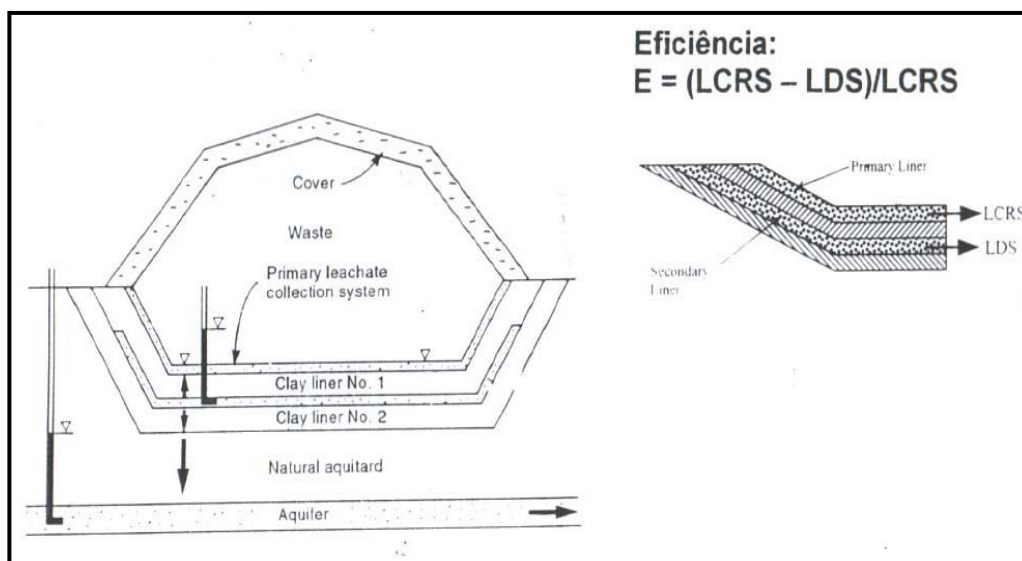 Eficiência:
E = (LCRS – LDS)/LCRS
Cover
Waste
Primary leachate
collection system
Clay liner No. 1
Clay liner No. 2
Natural aquitard
Aquifer
Primary Liner
LCRS
LDS
Secondary
Liner